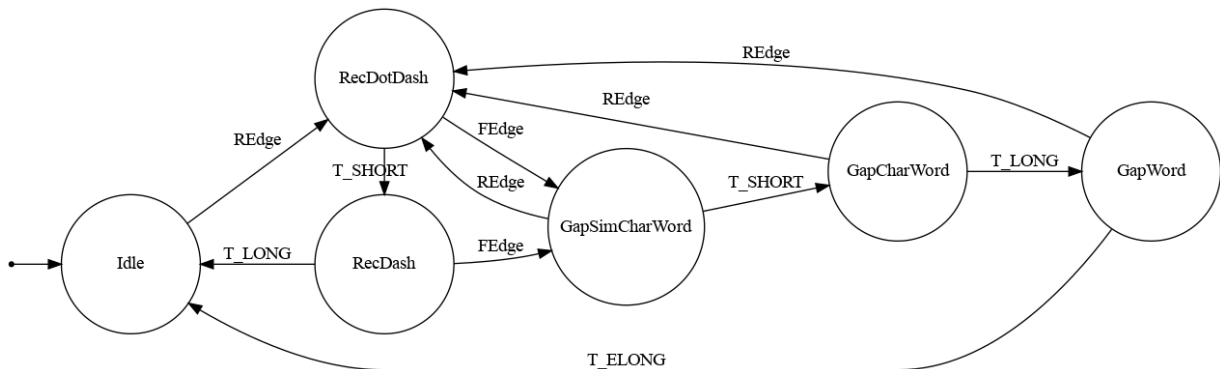 REdge
RecDotDash
REdge
FEdge
REdge
T_SHORT
GapCharWord
T_LONG
GapWord
REdge
T_SHORT
GapSimCharWord
Idle
T_LONG
RecDash
FEdge
T_ELONG